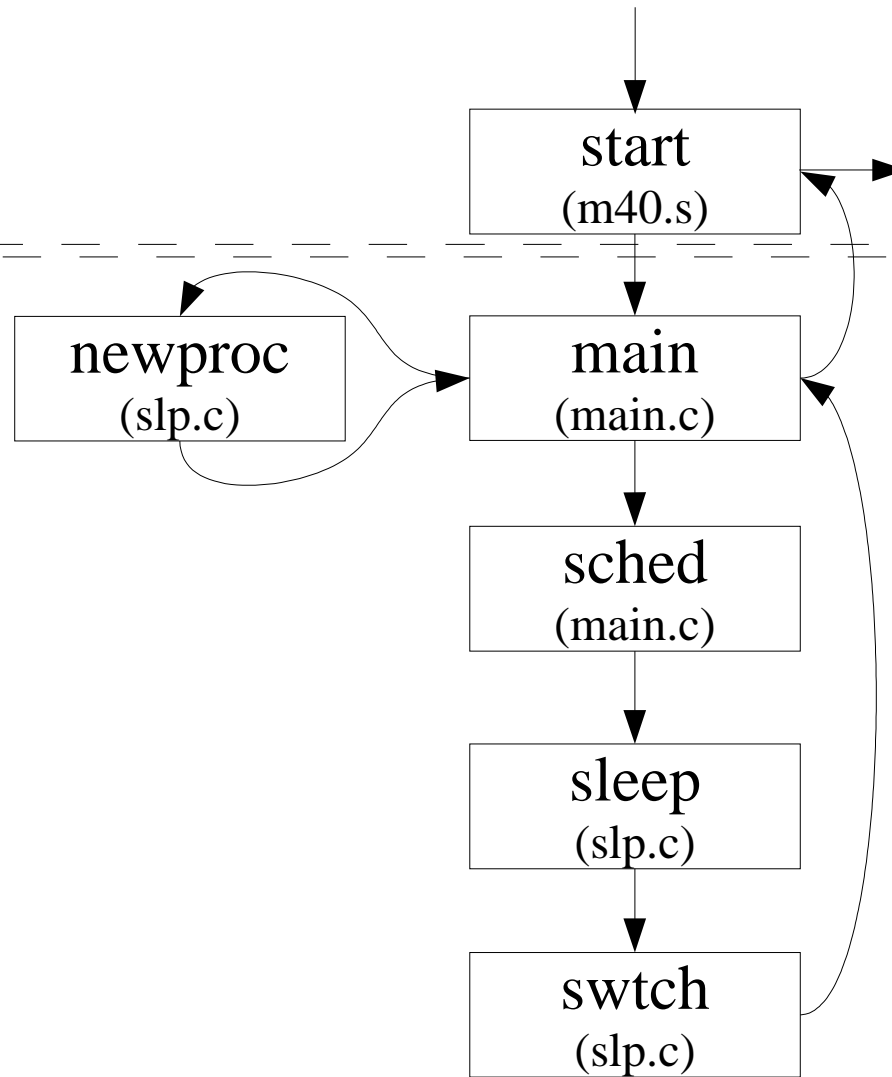 start
(m40.s)
newproc
(slp.c)
main
(main.c)
sched
(main.c)
sleep
(slp.c)
swtch
(slp.c)